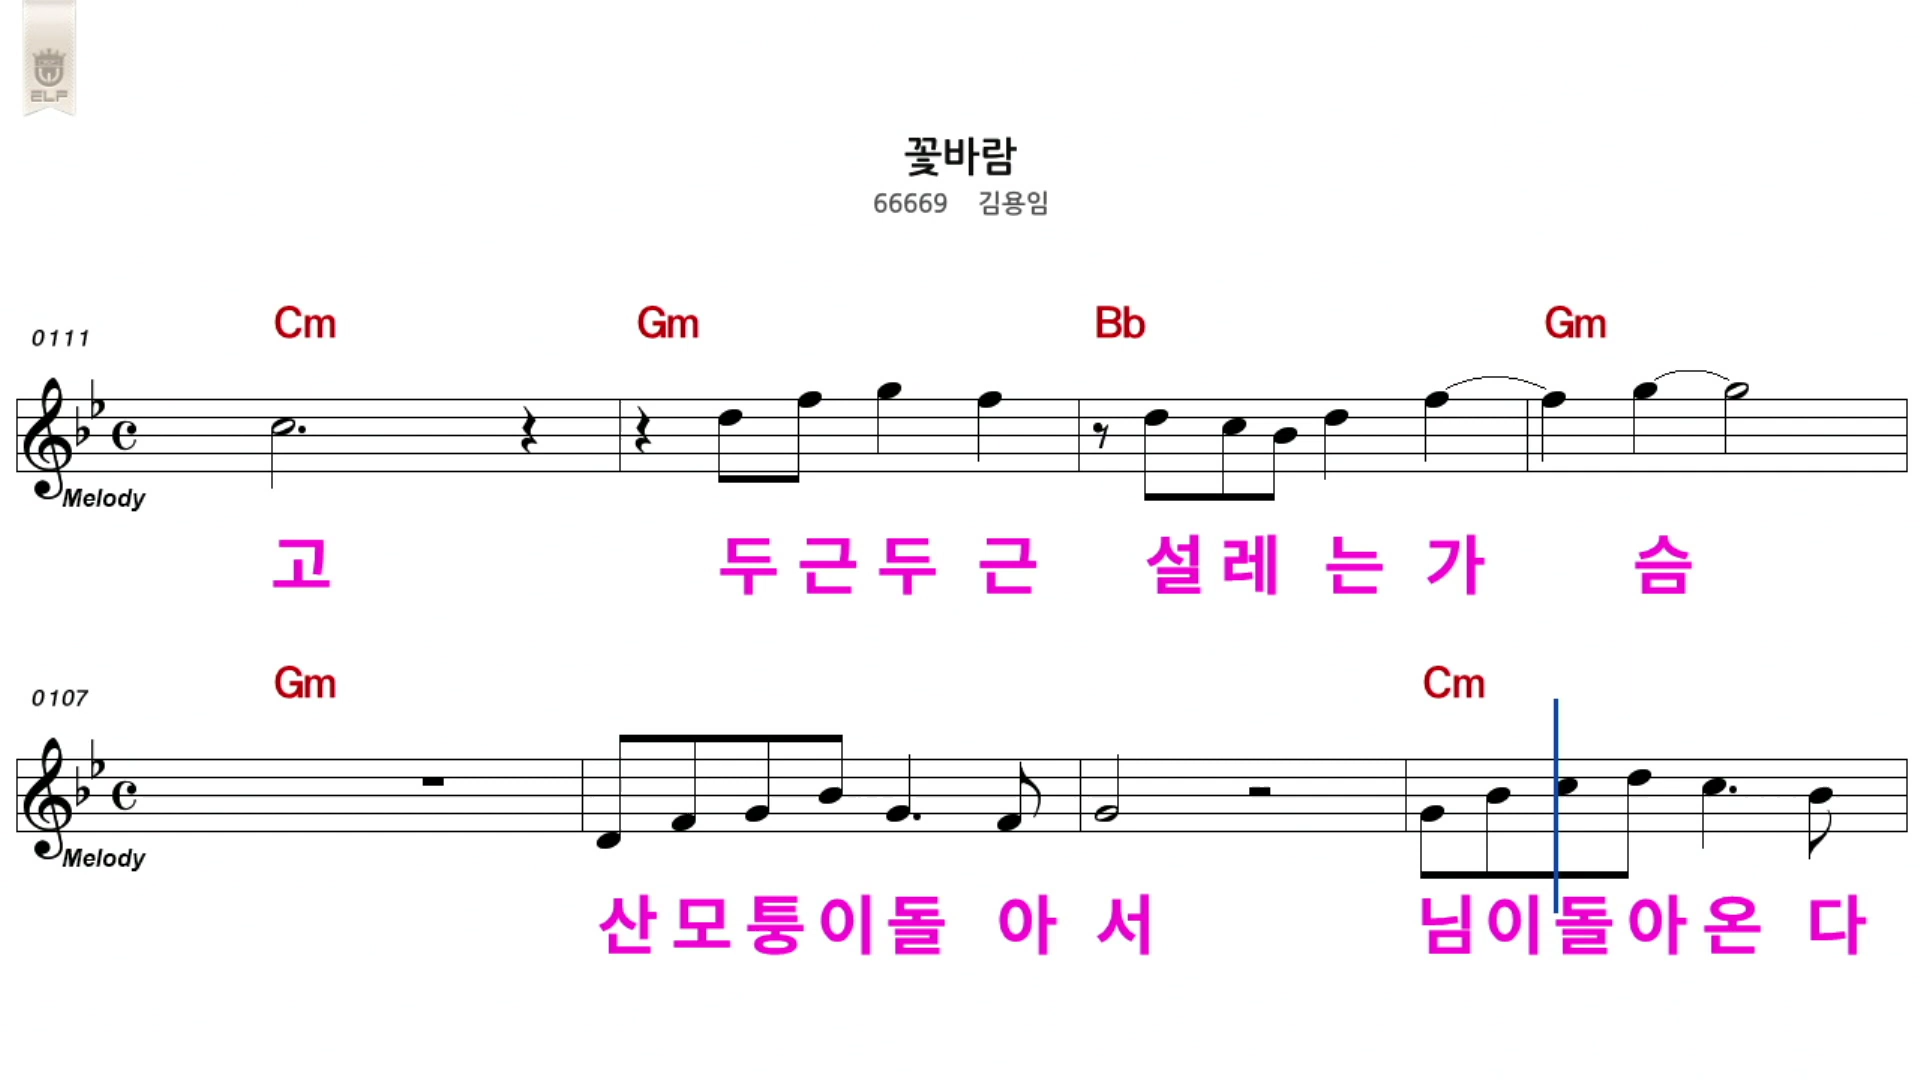 ELF
꽃바람
66669 김용임
0111 Cm Gm Bb Gm
Melody
고 두근두근 설레는가 슴
0107 Gm Cm
Melody
산모퉁이돌 아 서 님이돌아온 다